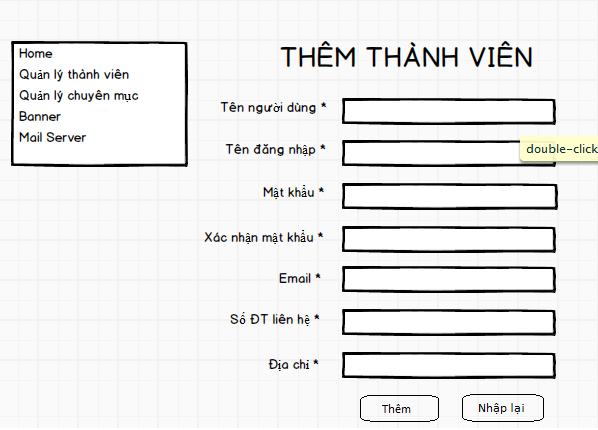 Home
Quản lý thành viên
Quản lý chuyên mục
Banner
Mail Server
THÊM THÀNH VIÊN
Tên người dùng *
Tên đăng nhập *
double-click
Mật khẩu *
Xác nhận mật khẩu *
Email *
Số ĐT liên hệ *
Địa chỉ *
Thêm
Nhập lại